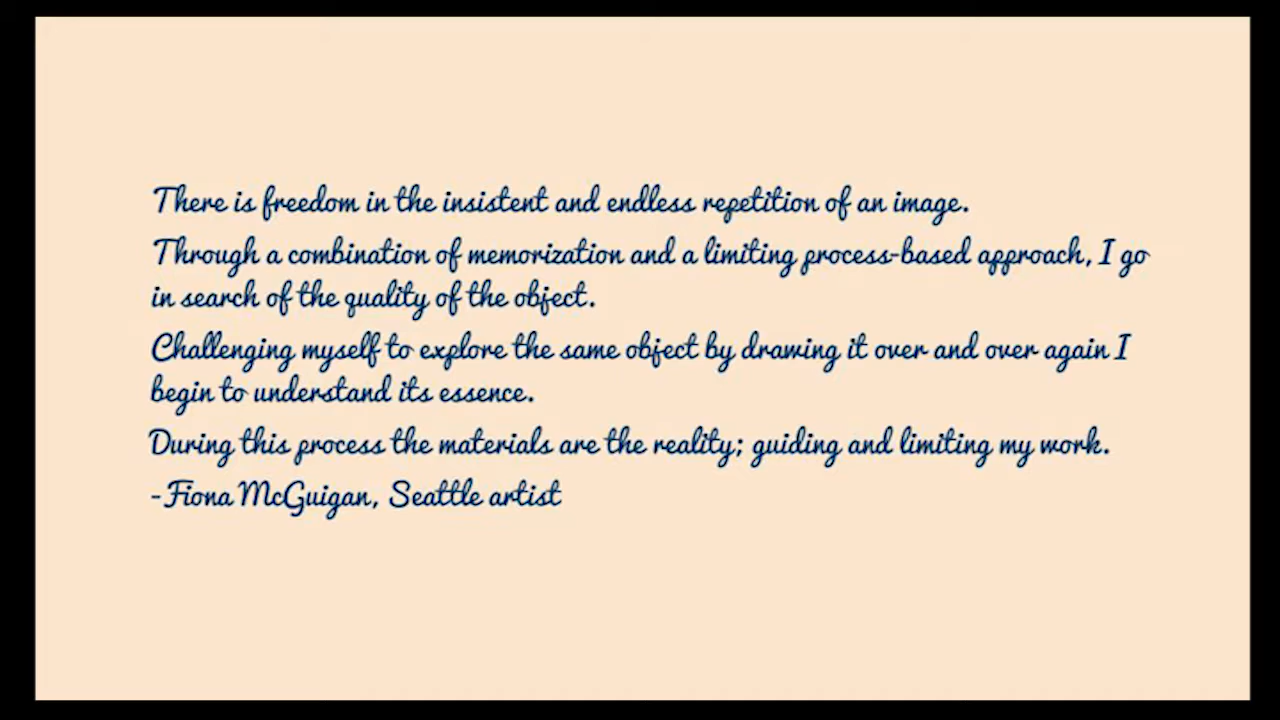 There is freedom in the insistent and endless repetition of an image.
Through a combination of memorization and a limiting process-based approach, I go
in search of the quality of the object.
Challenging myself to explore the same object by drawing it over and over again I
begin to understand its essence.
During this process the materials are the reality; guiding and limiting my work.
-Fiona McGuigan, Seattle artist